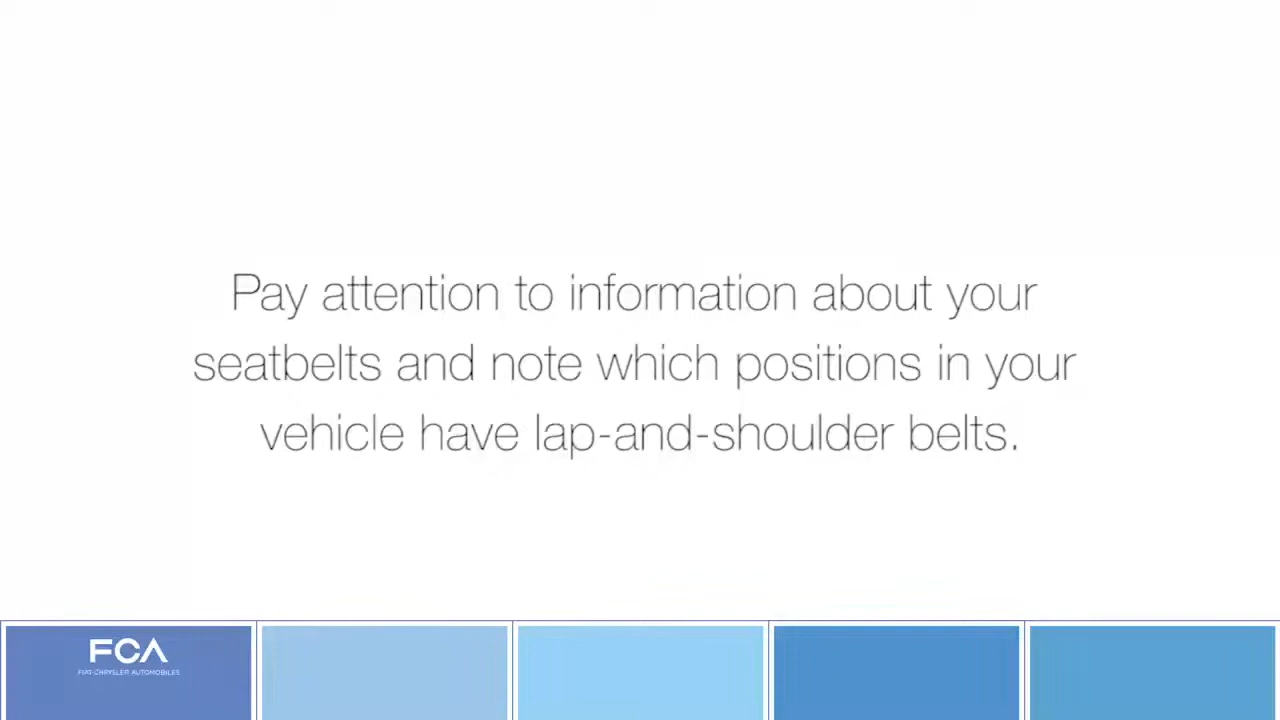 Pay attention to information about your
seatbelts and note which positions in your
vehicle have lap-and-shoulder belts.
FCA
FIAT CHRYSLER AUTOMOBILES